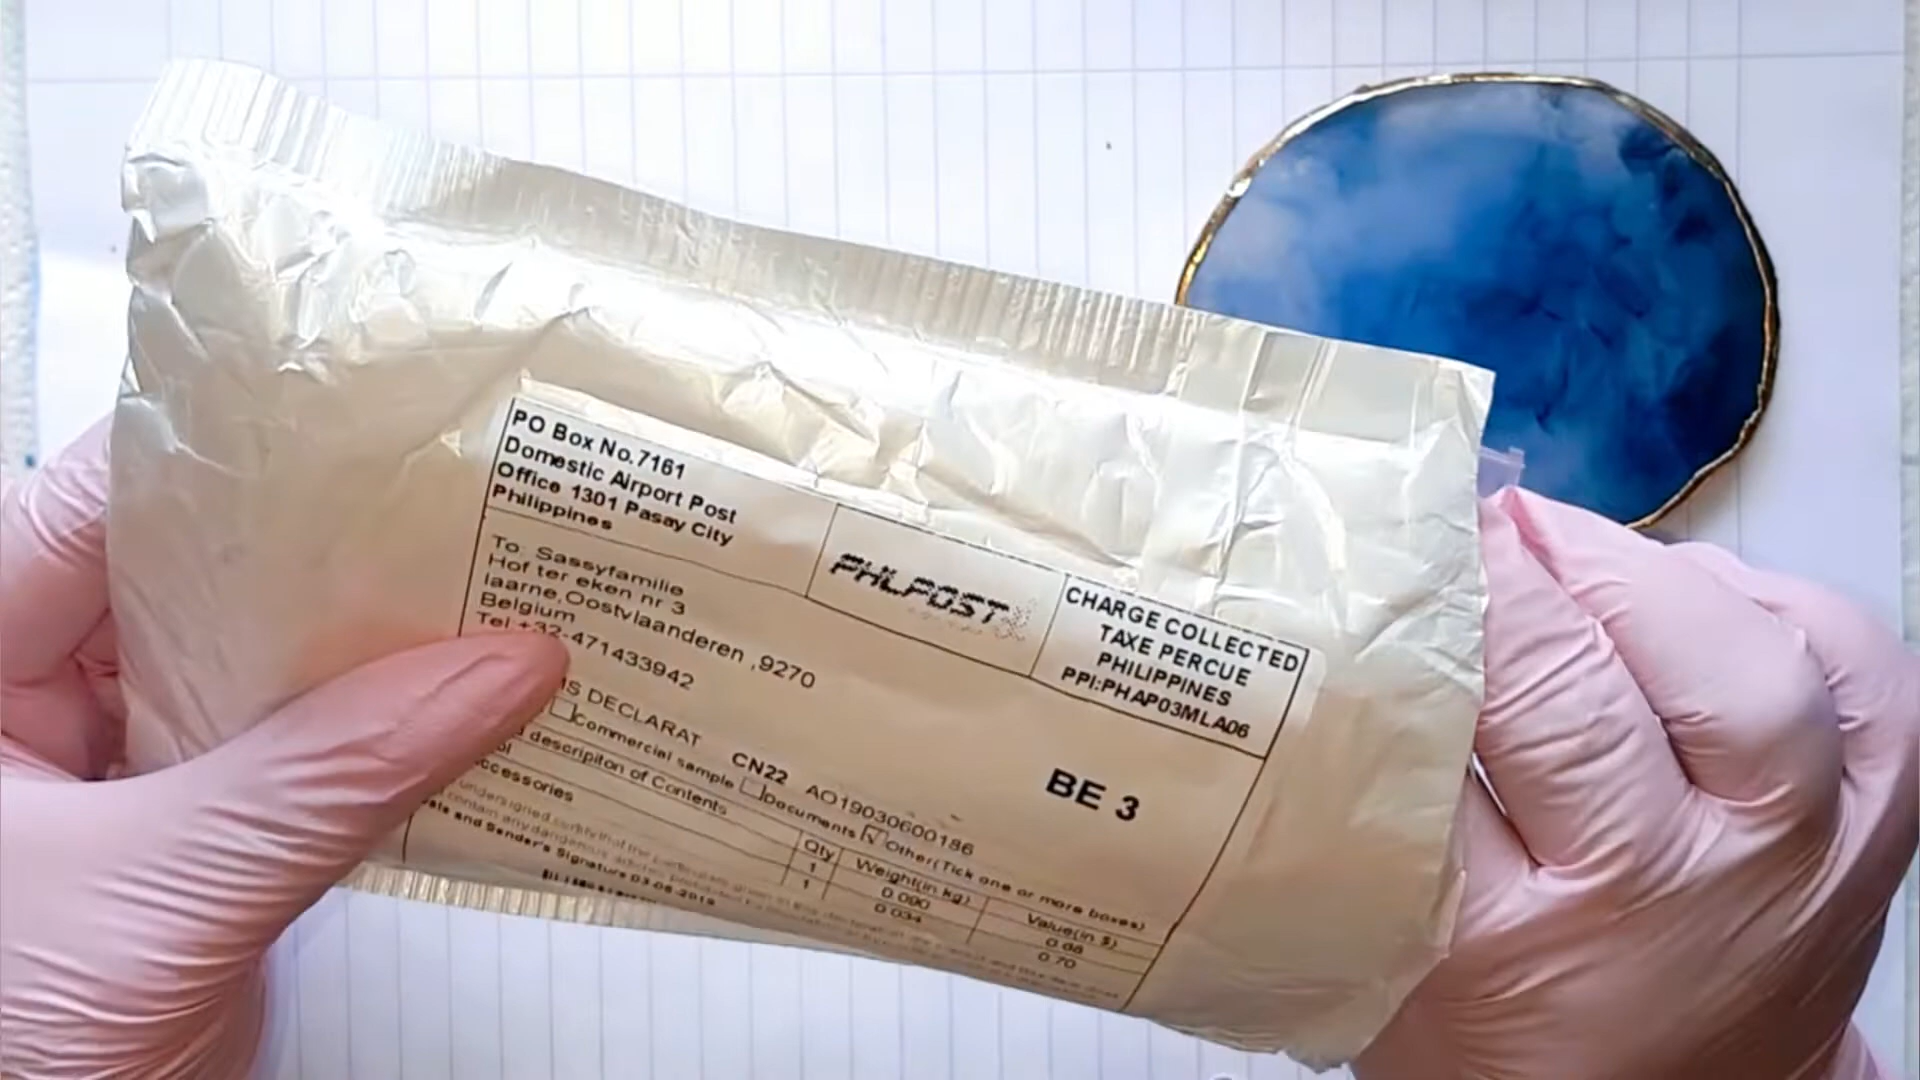 PO Box No.7161
Domestic Airport Post
Office 1301 Pasay City
Philippines
PHLPOST
CHARGE COLLECTED
TAXE PERCUE
PHILIPPINES
PPI:PHAP03MLA06
To: Sassyfamilie
Hof ter eken nr 3
laarne,Oostvlaanderen ,9270
Belgium
Tel +32-471433942
BE 3
DECLARAT CN22 AO19030600186
Commercial sample Documents Other(Tick one or more boxes)
descripiton of Contents Qty Weight(in kg) Value(in $)
1 0.090
1 0.034 0.70
and Sender's Signature